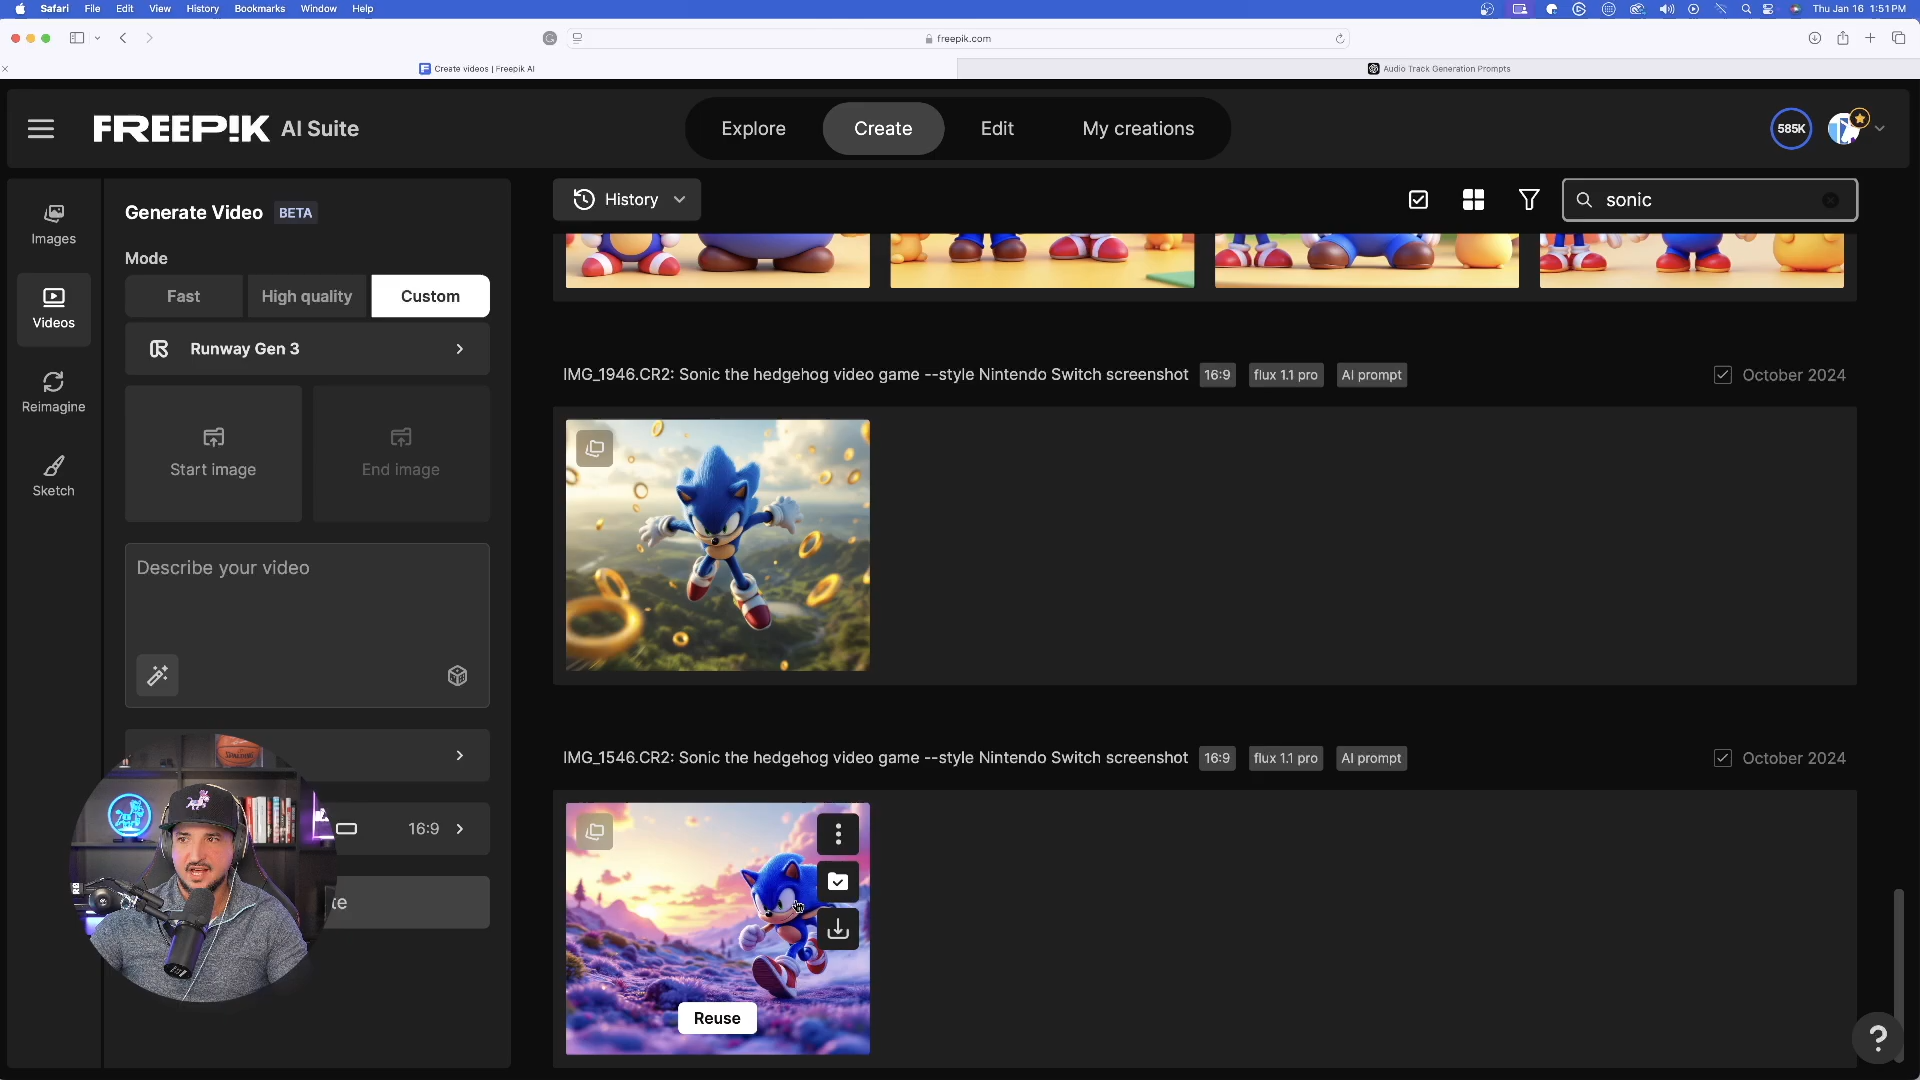 Safari File Edit View History Bookmarks Window Help Thu Jan 16 1:51 PM
freepik.com
Create videos | Freepik AI
Audio Track Generation Prompts
FREEP!K AI Suite
Explore Create Edit My creations
585K
Images
Videos
Reimagine
Sketch
Generate Video BETA
Mode
Fast High quality Custom
Runway Gen 3
Start image
End image
Describe your video
16:9
te
History
sonic
IMG_1946.CR2: Sonic the hedgehog video game --style Nintendo Switch screenshot 16:9 flux 1.1 pro AI prompt October 2024
IMG_1546.CR2: Sonic the hedgehog video game --style Nintendo Switch screenshot 16:9 flux 1.1 pro AI prompt October 2024
Reuse
SPALDING
?